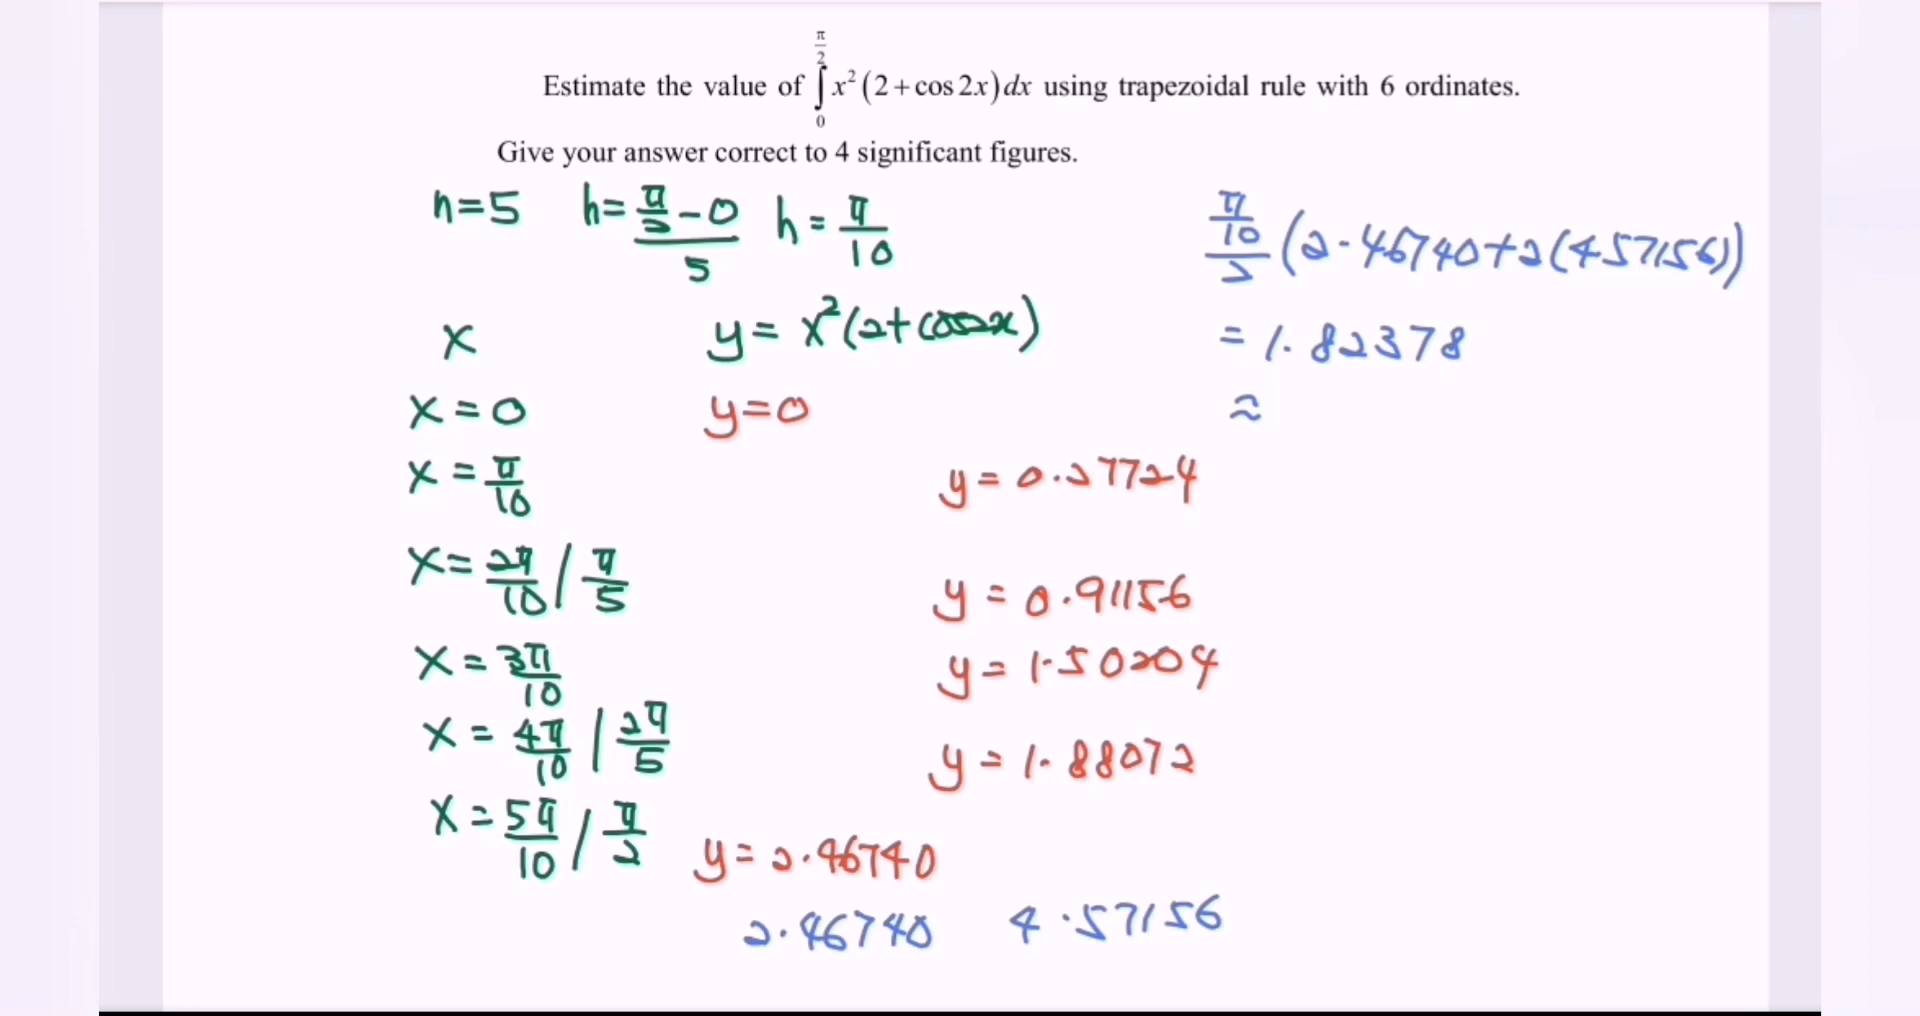 Estimate the value of ∫₀^(π/2) x²(2+cos2x)dx using trapezoidal rule with 6 ordinates.
Give your answer correct to 4 significant figures.
n=5 h=(π/2-0)/5 h=π/10
x y=x²(2+cos2x)
x=0 y=0
x=π/10 y=0.27724
x=2π/10 / π/5 y=0.91156
x=3π/10 y=1.50204
x=4π/10 / 2π/5 y=1.88072
x=5π/10 / π/2 y=2.46740
2.46740 4.57156
(π/10)/2 (2.46740+2(4.57156))
=1.82378
≈